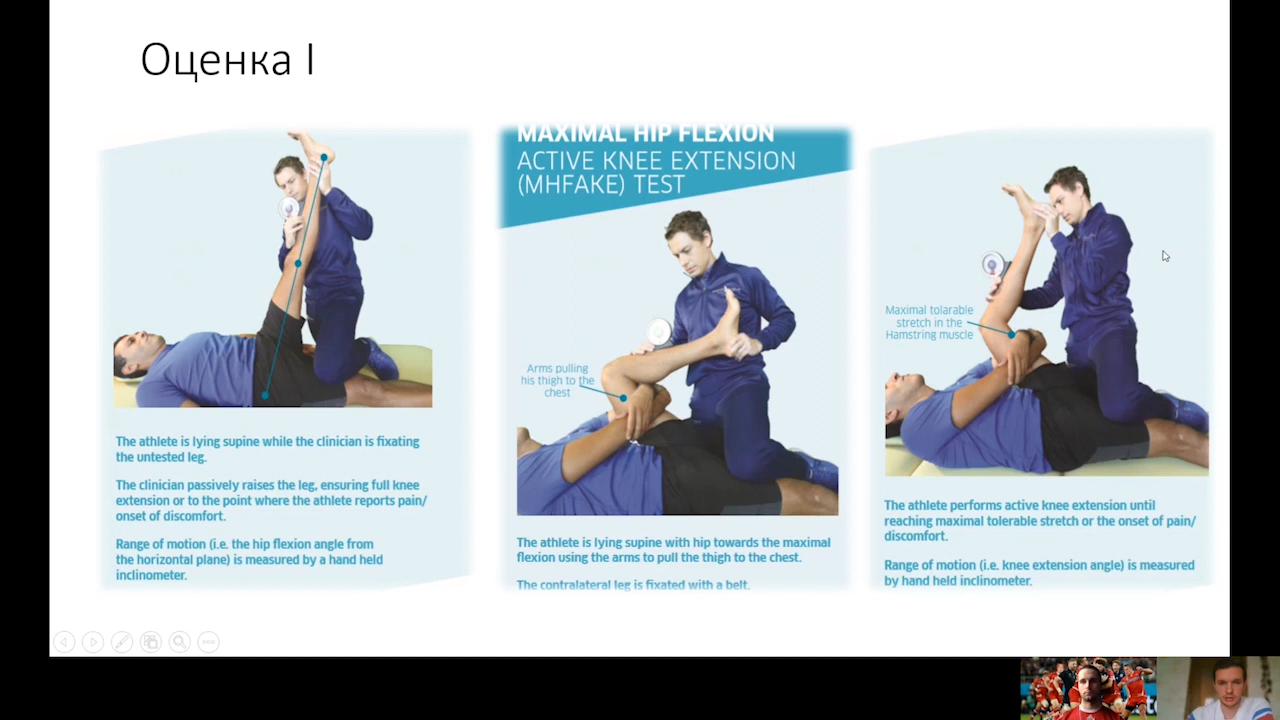 Оценка I
The athlete is lying supine while the clinician is fixating
the untested leg.
The clinician passively raises the leg, ensuring full knee
extension or to the point where the athlete reports pain/
onset of discomfort.
Range of motion (i.e. the hip flexion angle from
the horizontal plane) is measured by a hand held
inclinometer.
MAXIMAL HIP FLEXION
ACTIVE KNEE EXTENSION
(MHFAKE) TEST
Arms pulling
his thigh to the
chest
The athlete is lying supine with hip towards the maximal
flexion using the arms to pull the thigh to the chest.
The contralateral leg is fixated with a belt.
Maximal tolarable
stretch in the
Hamstring muscle
The athlete performs active knee extension until
reaching maximal tolerable stretch or the onset of pain/
discomfort.
Range of motion (i.e. knee extension angle) is measured
by hand held inclinometer.